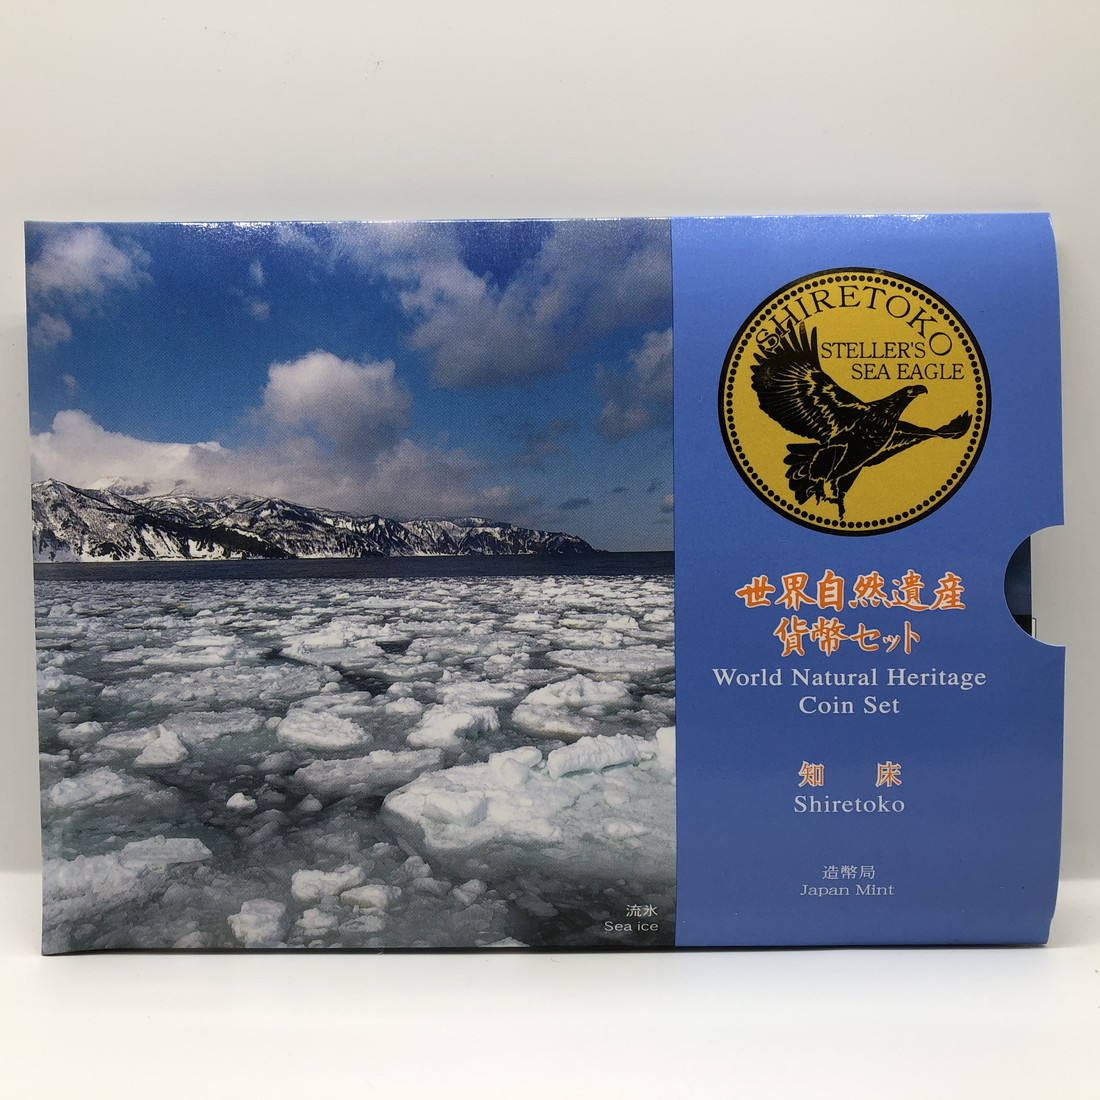 SHIRETOKO
STELLER'S
SEA EAGLE
世界自然遺産
貨幣セット
World Natural Heritage
Coin Set
知 床
Shiretoko
造幣局
Japan Mint
流氷
Sea ice